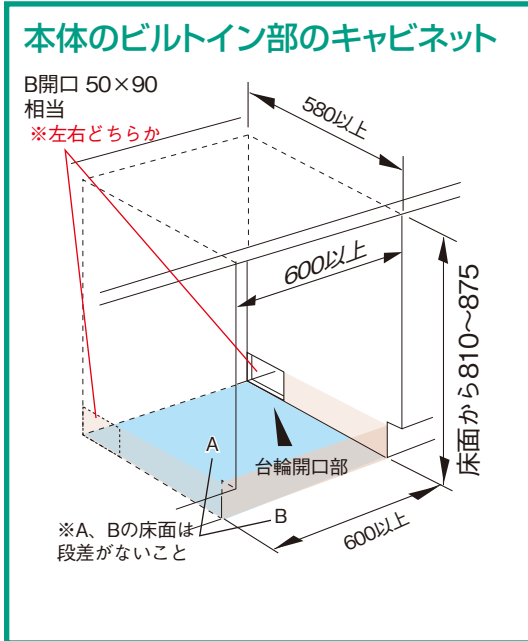 本体のビルトイン部のキャビネット
B開口 50×90
相当
※左右どちらか
580以上
600以上
床面から810〜875
A
台輪開口部
B
※A、Bの床面は
段差がないこと
600以上